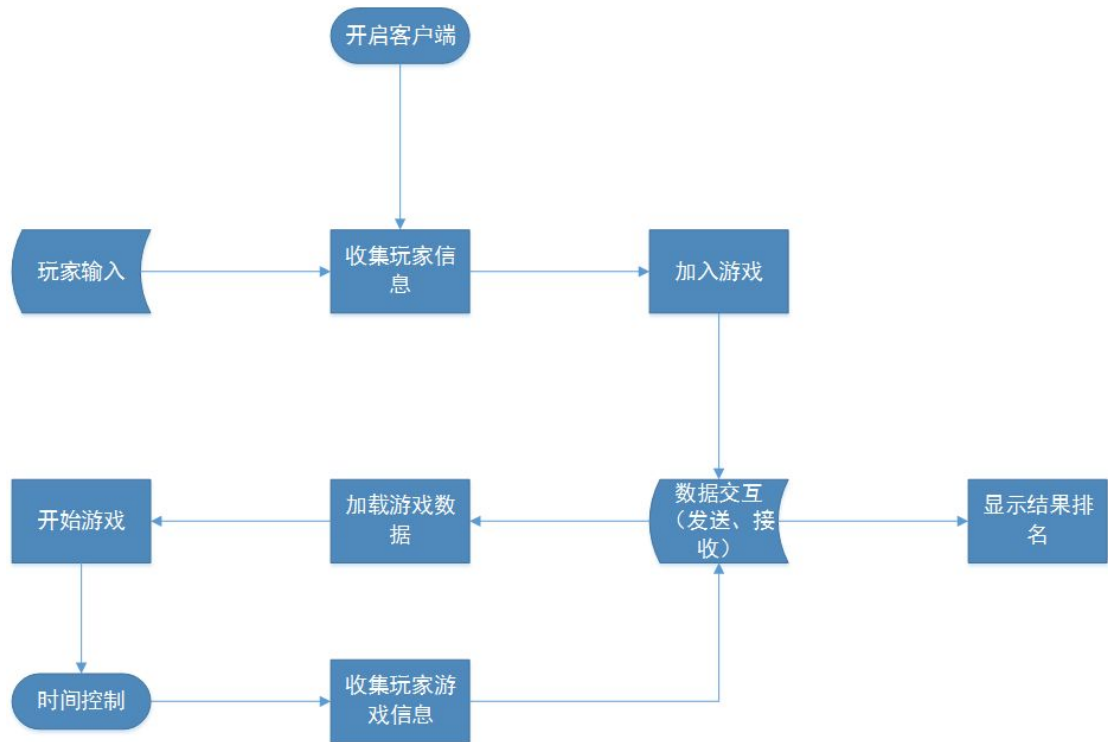 开启客户端
玩家输入
收集玩家信
息
加入游戏
开始游戏
加载游戏数
据
数据交互
（发送、接
收）
显示结果排
名
时间控制
收集玩家游
戏信息